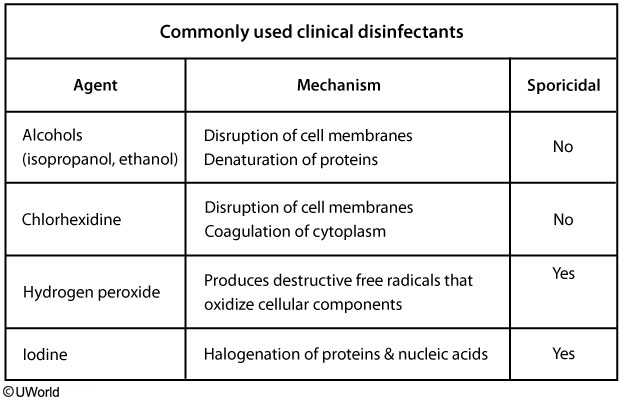 Commonly used clinical disinfectants
Agent
Mechanism
Sporicidal
Alcohols
(isopropanol, ethanol)
Disruption of cell membranes
Denaturation of proteins
No
Chlorhexidine
Disruption of cell membranes
Coagulation of cytoplasm
No
Hydrogen peroxide
Produces destructive free radicals that
oxidize cellular components
Yes
Iodine
Halogenation of proteins & nucleic acids
Yes
©UWorld